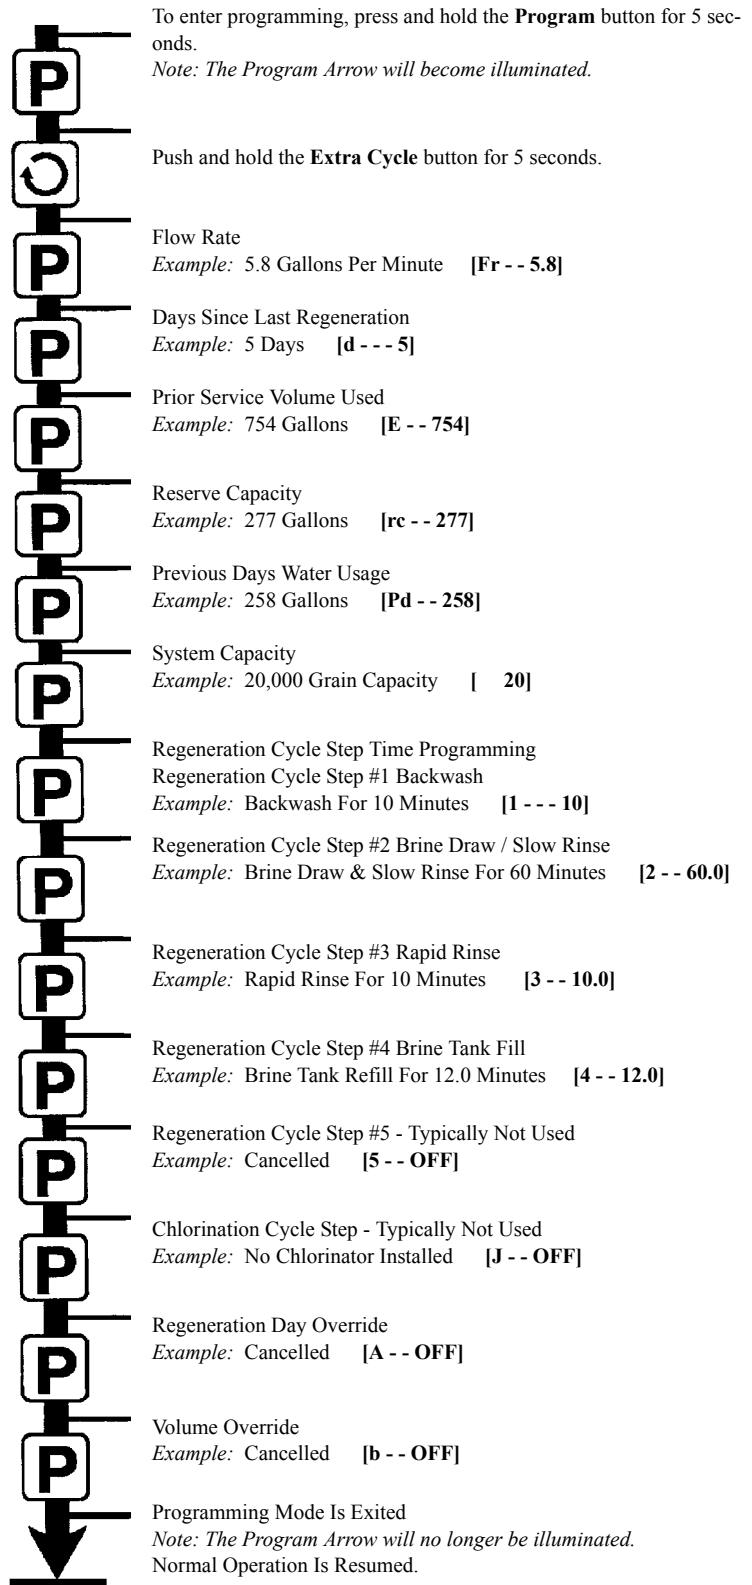 To enter programming, press and hold the Program button for 5 sec-
onds.
Note: The Program Arrow will become illuminated.
P
Push and hold the Extra Cycle button for 5 seconds.
Flow Rate
P
Example: 5.8 Gallons Per Minute [Fr - - 5.8]
Days Since Last Regeneration
P
Example: 5 Days [d - - - 5]
Prior Service Volume Used
P
Example: 754 Gallons [E - - 754]
Reserve Capacity
P
Example: 277 Gallons [rc - - 277]
Previous Days Water Usage
P
Example: 258 Gallons [Pd - - 258]
System Capacity
P
Example: 20,000 Grain Capacity [ 20]
Regeneration Cycle Step Time Programming
Regeneration Cycle Step #1 Backwash
P
Example: Backwash For 10 Minutes [1 - - - 10]
Regeneration Cycle Step #2 Brine Draw / Slow Rinse
P
Example: Brine Draw & Slow Rinse For 60 Minutes [2 - - 60.0]
Regeneration Cycle Step #3 Rapid Rinse
P
Example: Rapid Rinse For 10 Minutes [3 - - 10.0]
Regeneration Cycle Step #4 Brine Tank Fill
P
Example: Brine Tank Refill For 12.0 Minutes [4 - - 12.0]
Regeneration Cycle Step #5 - Typically Not Used
P
Example: Cancelled [5 - - OFF]
Chlorination Cycle Step - Typically Not Used
P
Example: No Chlorinator Installed [J - - OFF]
Regeneration Day Override
P
Example: Cancelled [A - - OFF]
Volume Override
P
Example: Cancelled [b - - OFF]
Programming Mode Is Exited
Note: The Program Arrow will no longer be illuminated.
Normal Operation Is Resumed.